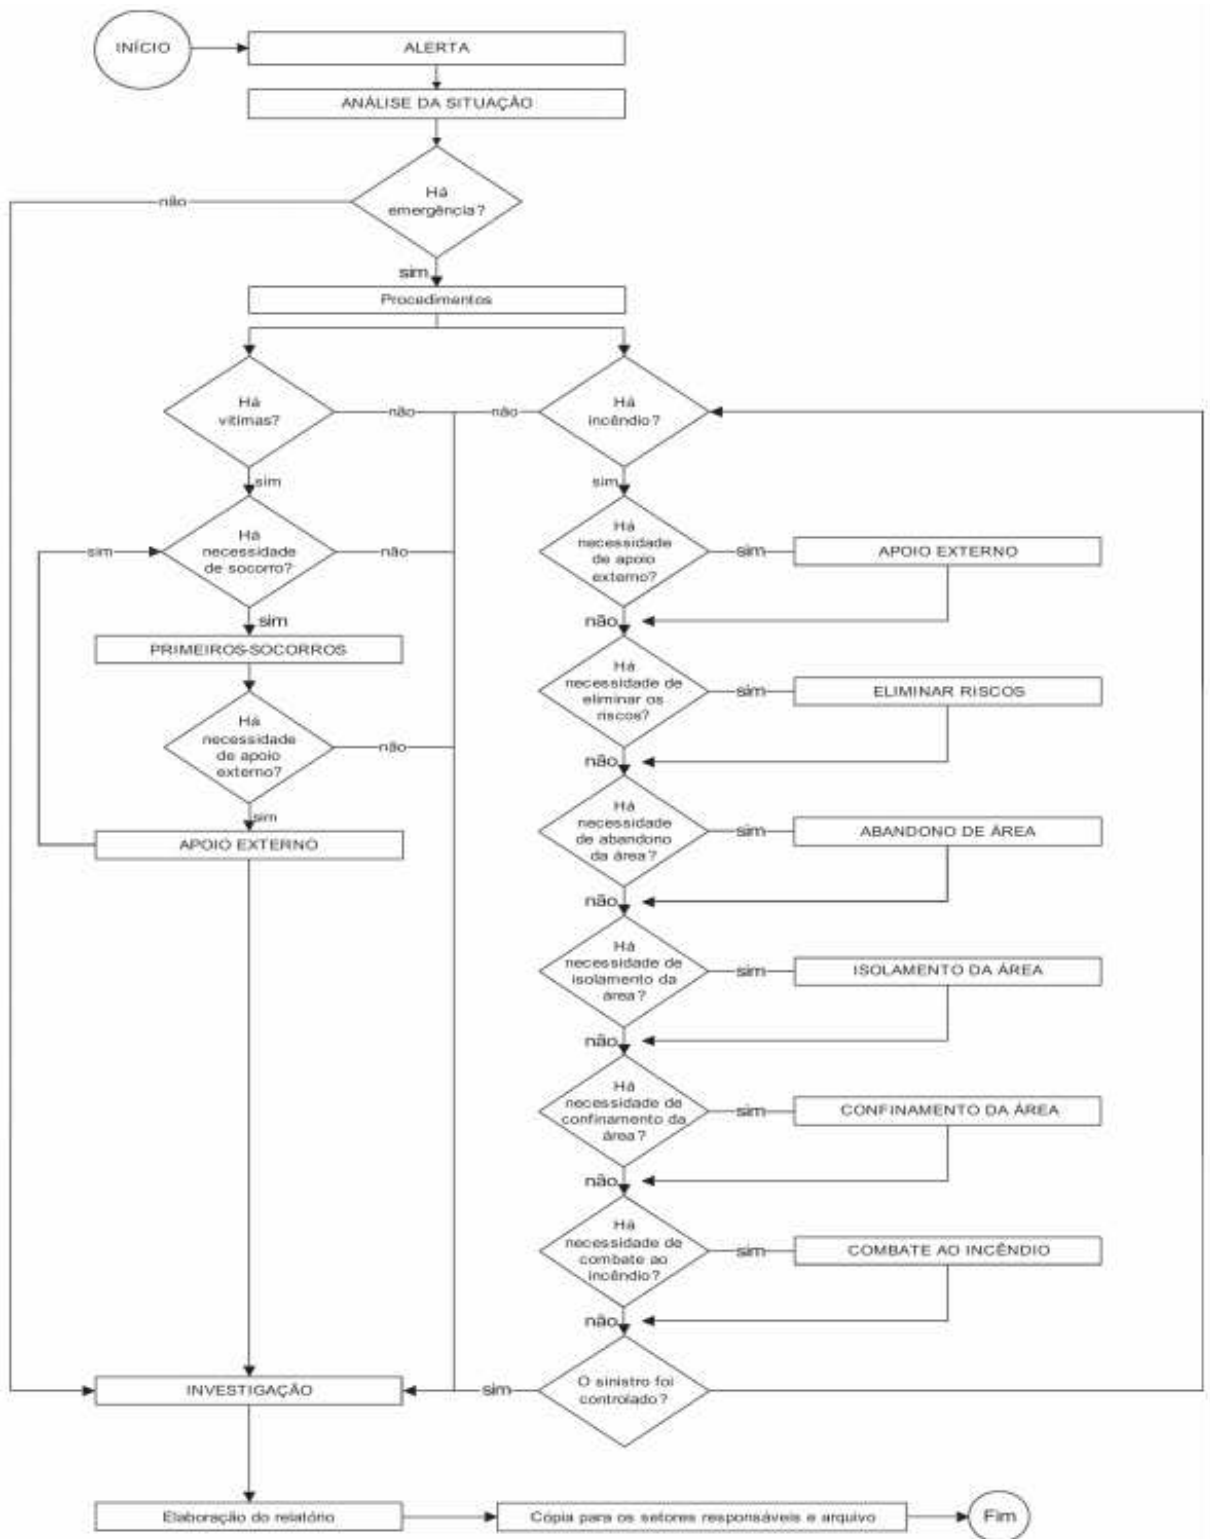 INÍCIO
ALERTA
ANÁLISE DA SITUAÇÃO
Há
emergência?
não
sim
Procedimentos
Há
vítimas?
não
não
Há
incêndio?
sim
sim
Há
necessidade
de socorro?
sim
não
Há
necessidade
de apoio
externo?
sim
APOIO EXTERNO
sim
não
PRIMEIROS-SOCORROS
Há
necessidade de
eliminar os
riscos?
sim
ELIMINAR RISCOS
Há
necessidade
de apoio
externo?
não
não
sim
APOIO EXTERNO
Há
necessidade
de abandono
da área?
sim
ABANDONO DE ÁREA
não
Há
necessidade de
isolamento da
área?
sim
ISOLAMENTO DA ÁREA
não
Há
necessidade de
confinamento da
área?
sim
CONFINAMENTO DA ÁREA
não
Há
necessidade de
combate ao
incêndio?
sim
COMBATE AO INCÊNDIO
não
INVESTIGAÇÃO
sim
O sinistro foi
controlado?
Elaboração do relatório
Cópia para os setores responsáveis e arquivo
Fim